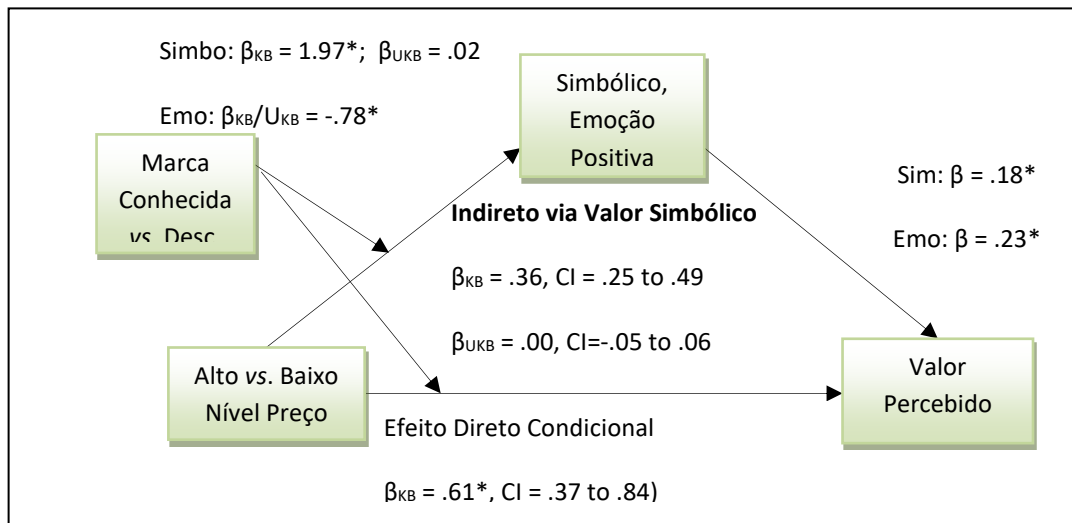 Simbo: βKB = 1.97*; βUKB = .02
Emo: βKB/UKB = -.78*
Marca
Conhecida
vs. Desc
Simbólico,
Emoção
Positiva
Sim: β = .18*
Emo: β = .23*
Indireto via Valor Simbólico
βKB = .36, CI = .25 to .49
βUKB = .00, CI=-.05 to .06
Alto vs. Baixo
Nível Preço
Valor
Percebido
Efeito Direto Condicional
βKB = .61*, CI = .37 to .84)